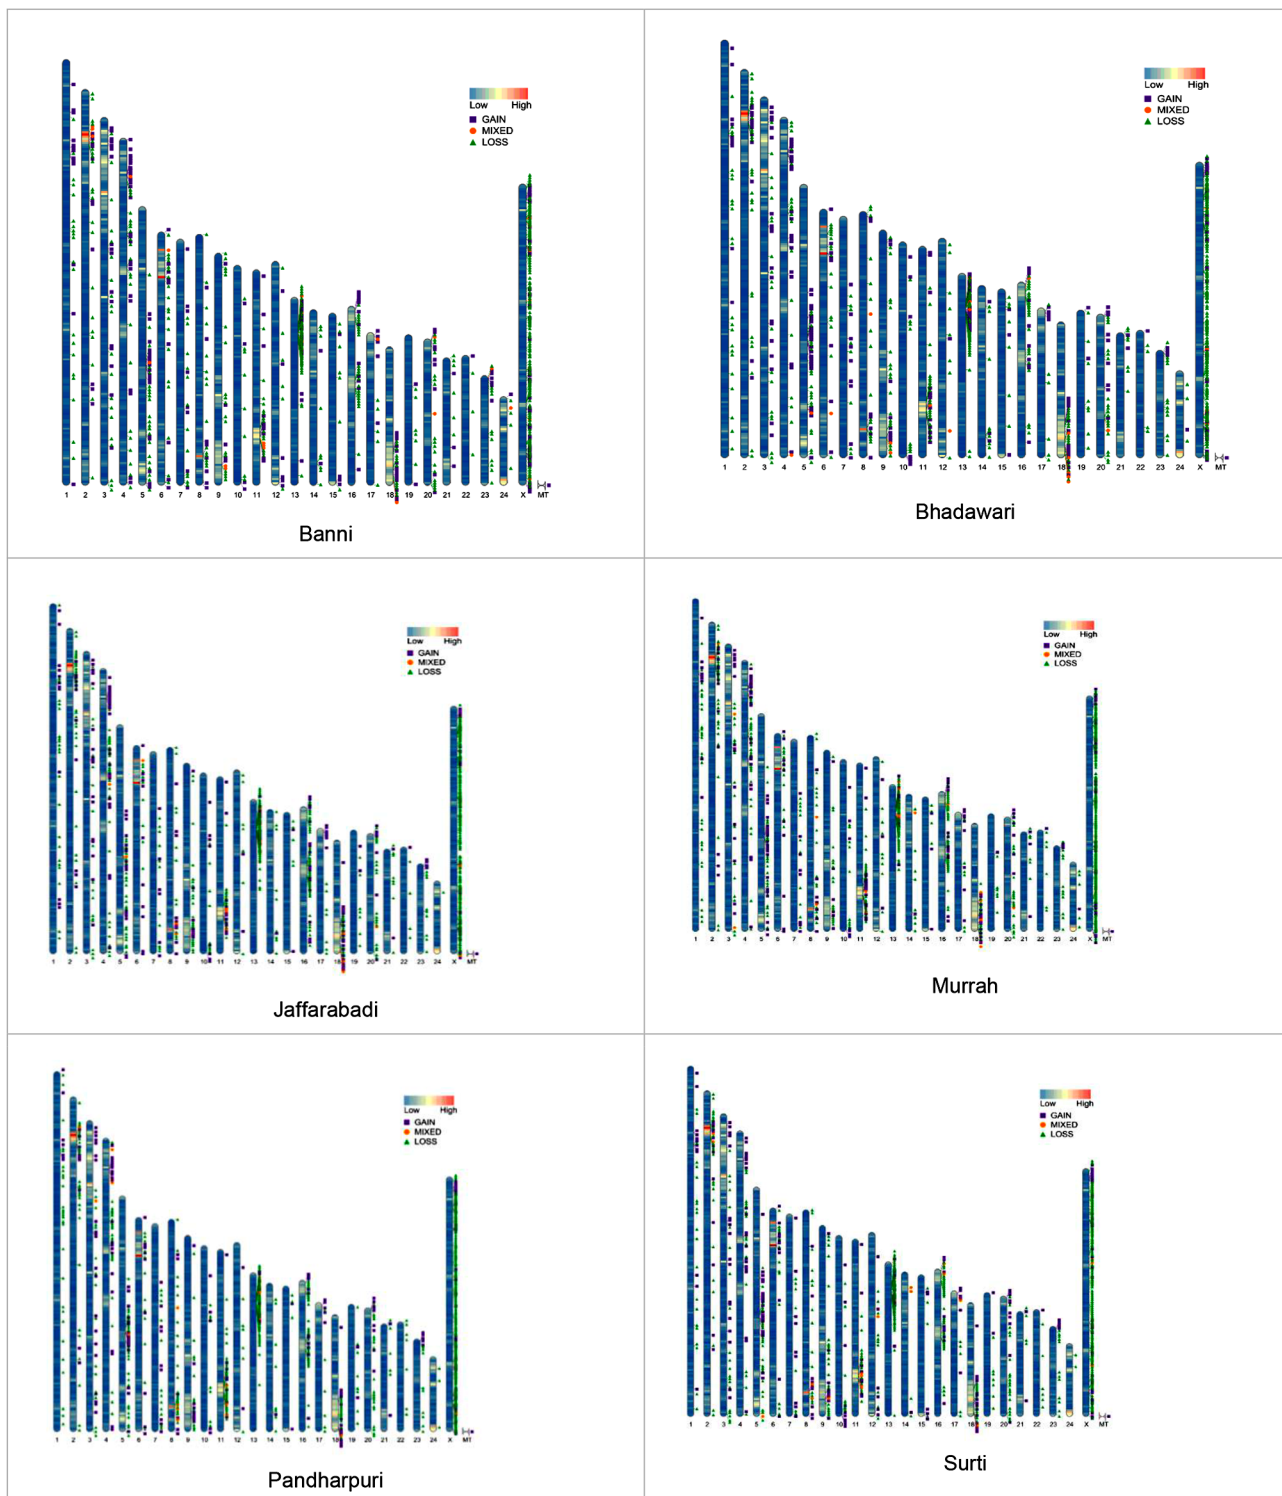 Low High
GAIN
MIXED
LOSS
1 2 3 4 5 6 7 8 9 10 11 12 13 14 15 16 17 18 19 20 21 22 23 24 X MT
Banni
Low High
GAIN
MIXED
LOSS
1 2 3 4 5 6 7 8 9 10 11 12 13 14 15 16 17 18 19 20 21 22 23 24 X MT
Bhadawari
Low High
GAIN
MIXED
LOSS
1 2 3 4 5 6 7 8 9 10 11 12 13 14 15 16 17 18 19 20 21 22 23 24 X MT
Jaffarabadi
Low High
GAIN
MIXED
LOSS
1 2 3 4 5 6 7 8 9 10 11 12 13 14 15 16 17 18 19 20 21 22 23 24 X MT
Murrah
Low High
GAIN
MIXED
LOSS
1 2 3 4 5 6 7 8 9 10 11 12 13 14 15 16 17 18 19 20 21 22 23 24 X MT
Pandharpuri
Low High
GAIN
MIXED
LOSS
1 2 3 4 5 6 7 8 9 10 11 12 13 14 15 16 17 18 19 20 21 22 23 24 X MT
Surti